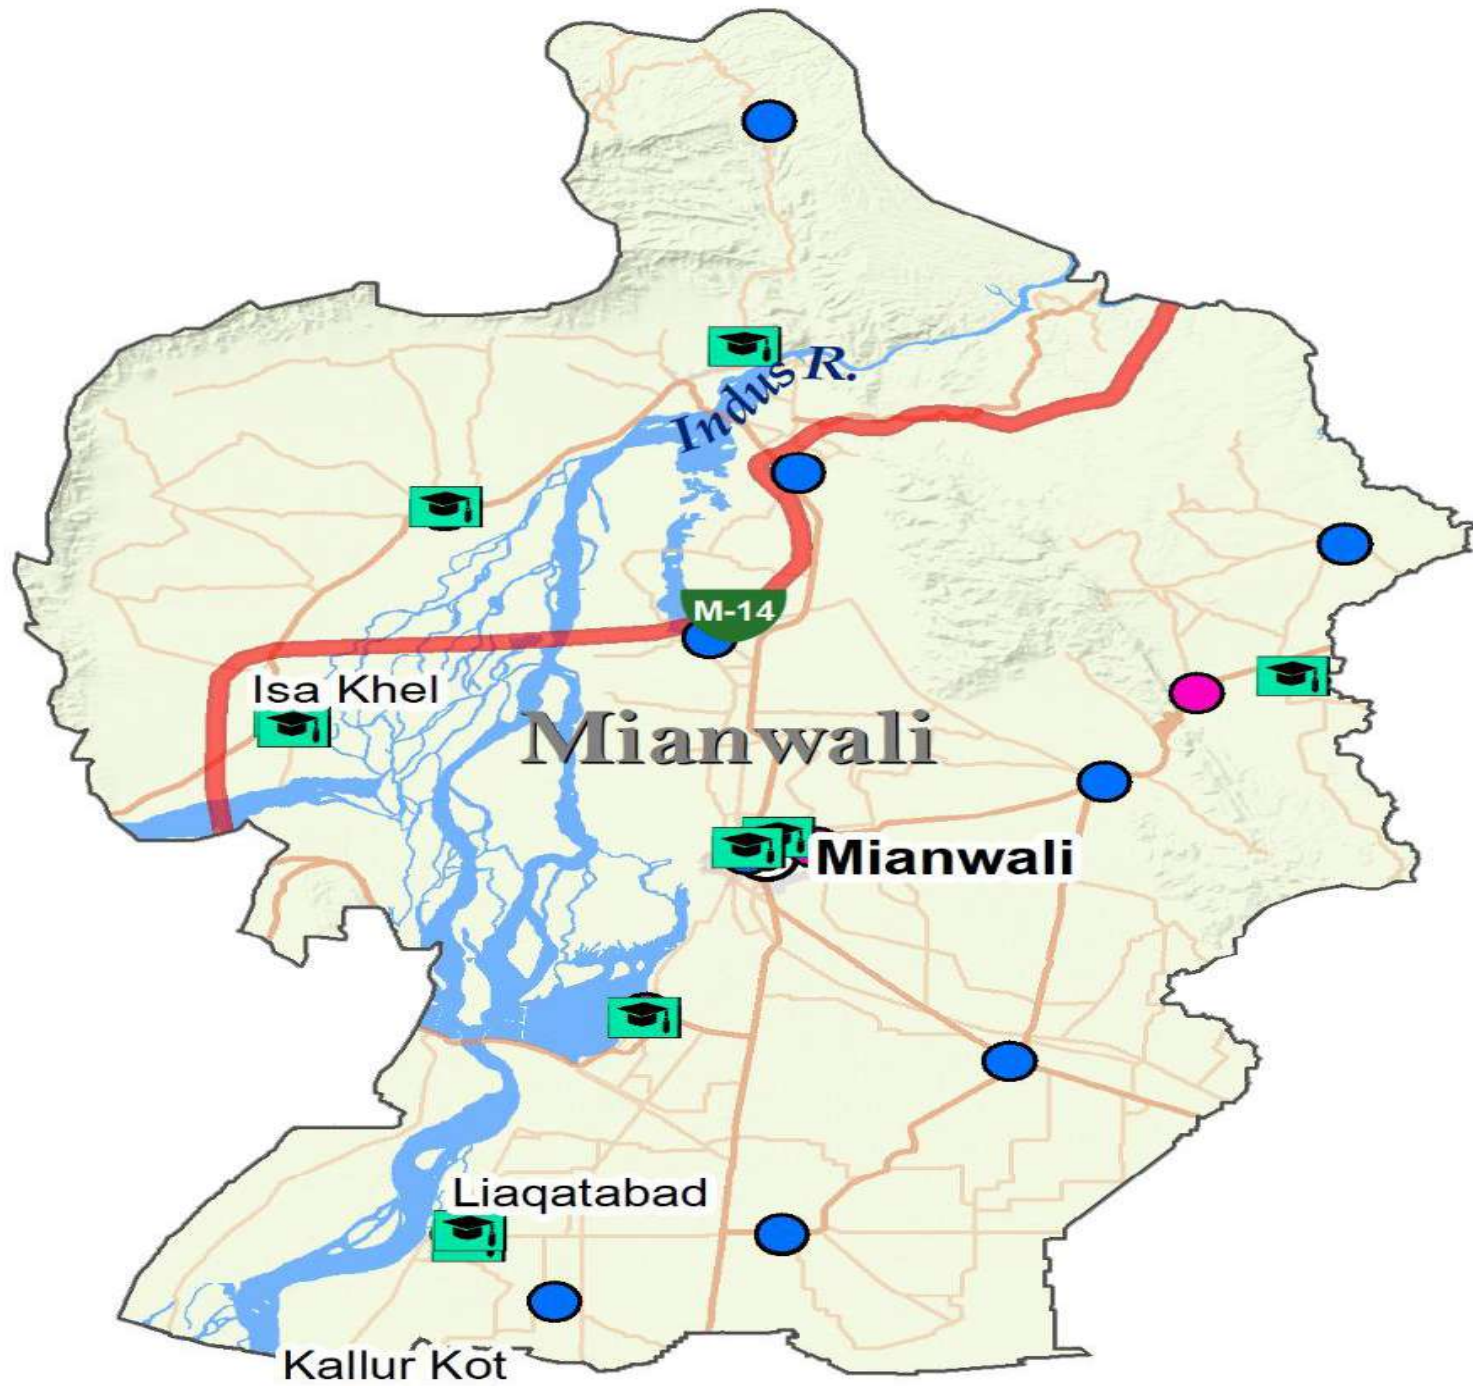 Indus R.
M-14
Isa Khel
Mianwali
Mianwali
Liaqatabad
Kallur Kot